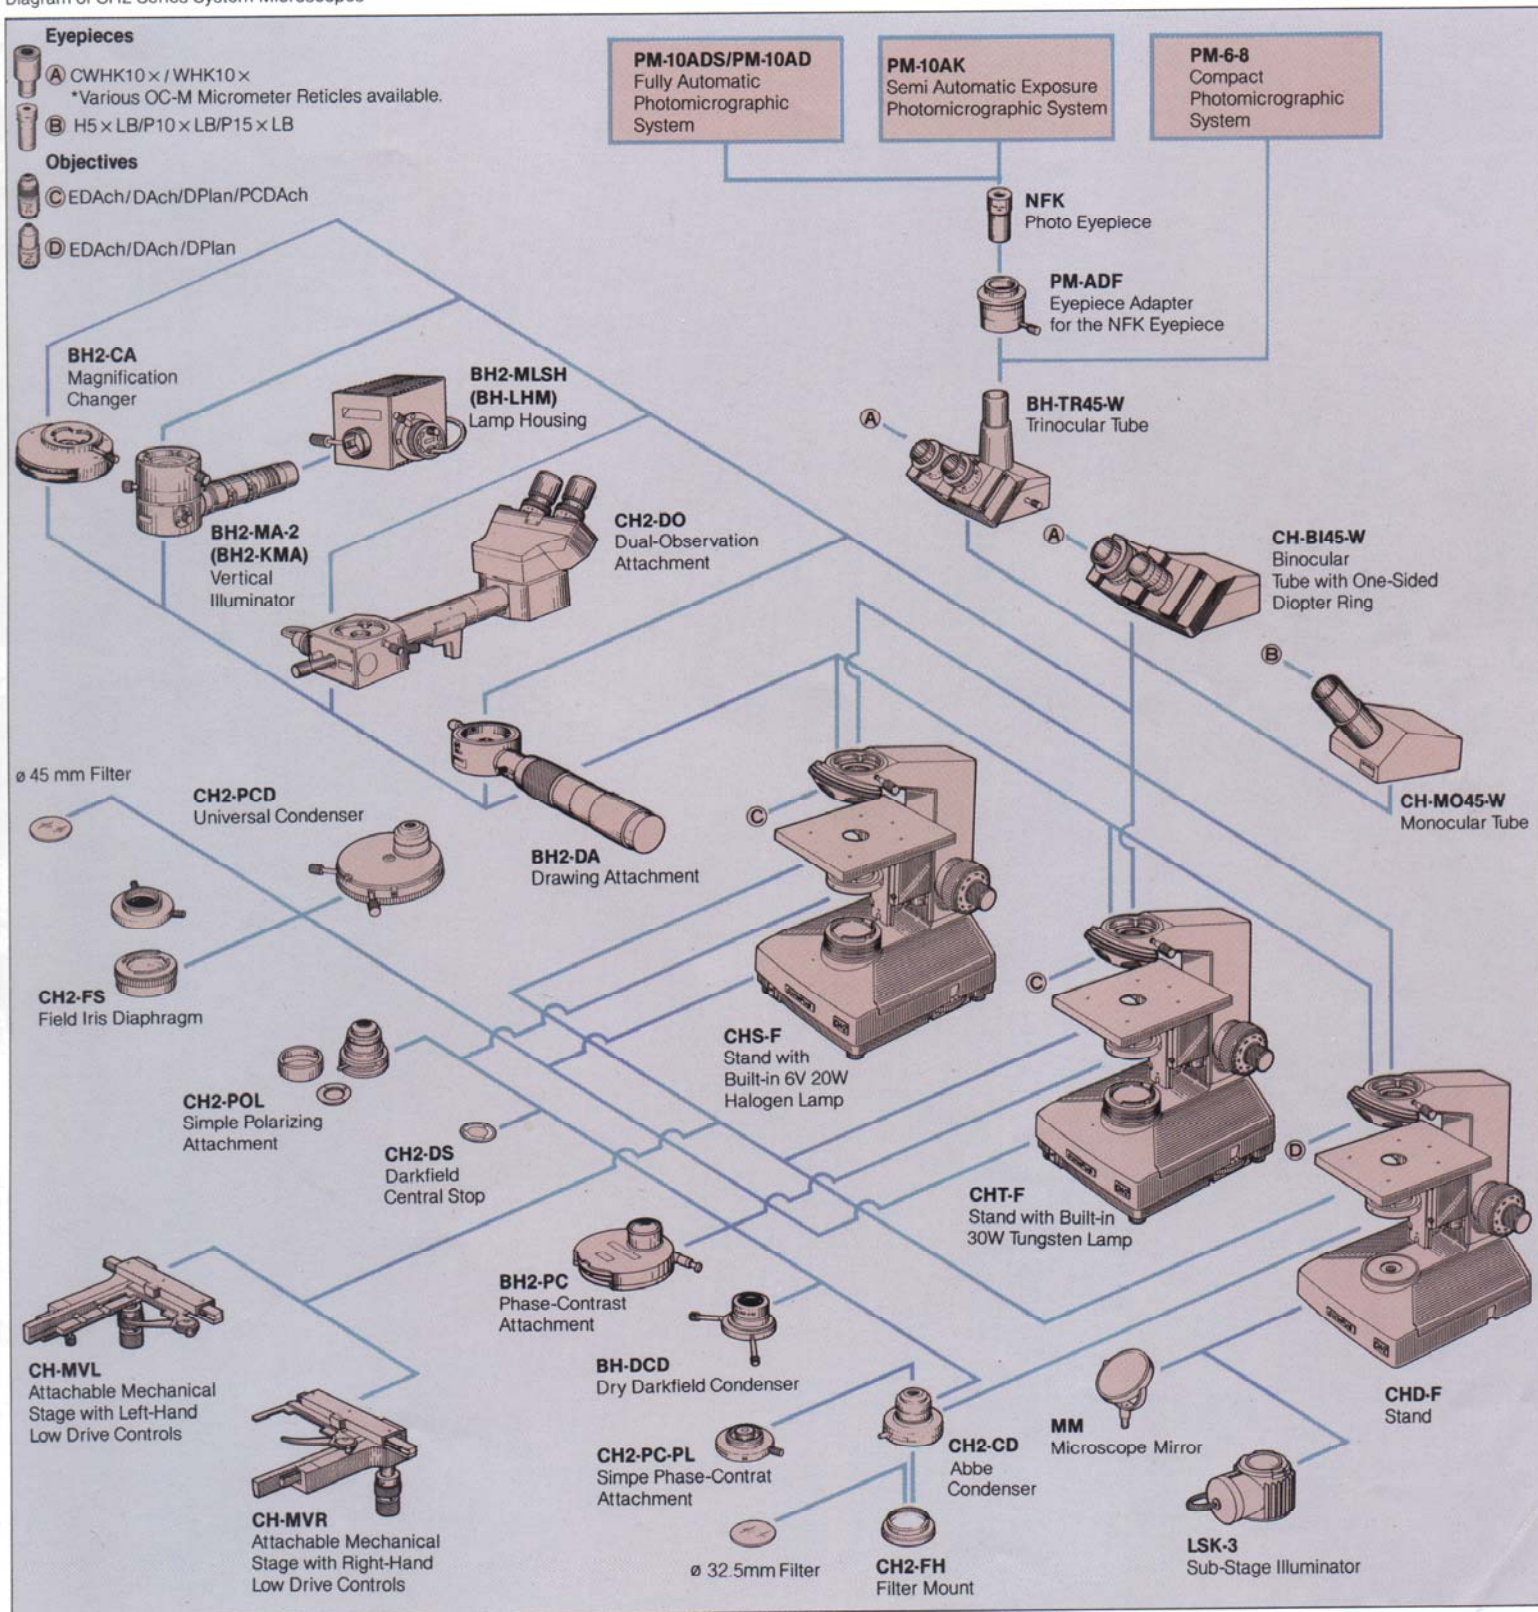 Diagram of CH2 Series System Microscopes
Eyepieces
A CWHK10×/WHK10×
*Various OC-M Micrometer Reticles available.
B H5×LB/P10×LB/P15×LB
Objectives
C EDAch/DAch/DPlan/PCDAch
D EDAch/DAch/DPlan
PM-10ADS/PM-10AD
Fully Automatic
Photomicrographic
System
PM-10AK
Semi Automatic Exposure
Photomicrographic System
PM-6-8
Compact
Photomicrographic
System
NFK
Photo Eyepiece
PM-ADF
Eyepiece Adapter
for the NFK Eyepiece
BH2-CA
Magnification
Changer
BH2-MLSH
(BH-LHM)
Lamp Housing
A
BH-TR45-W
Trinocular Tube
BH2-MA-2
(BH2-KMA)
Vertical
Illuminator
CH2-DO
Dual-Observation
Attachment
A
CH-BI45-W
Binocular
Tube with One-Sided
Diopter Ring
B
CH-MO45-W
Monocular Tube
ø 45 mm Filter
CH2-PCD
Universal Condenser
BH2-DA
Drawing Attachment
C
CH2-FS
Field Iris Diaphragm
C
CHS-F
Stand with
Built-in 6V 20W
Halogen Lamp
CH2-POL
Simple Polarizing
Attachment
CH2-DS
Darkfield
Central Stop
D
CHT-F
Stand with Built-in
30W Tungsten Lamp
BH2-PC
Phase-Contrast
Attachment
CH-MVL
Attachable Mechanical
Stage with Left-Hand
Low Drive Controls
BH-DCD
Dry Darkfield Condenser
CHD-F
Stand
MM
Microscope Mirror
CH2-PC-PL
Simpe Phase-Contrat
Attachment
CH2-CD
Abbe
Condenser
CH-MVR
Attachable Mechanical
Stage with Right-Hand
Low Drive Controls
ø 32.5mm Filter
CH2-FH
Filter Mount
LSK-3
Sub-Stage Illuminator